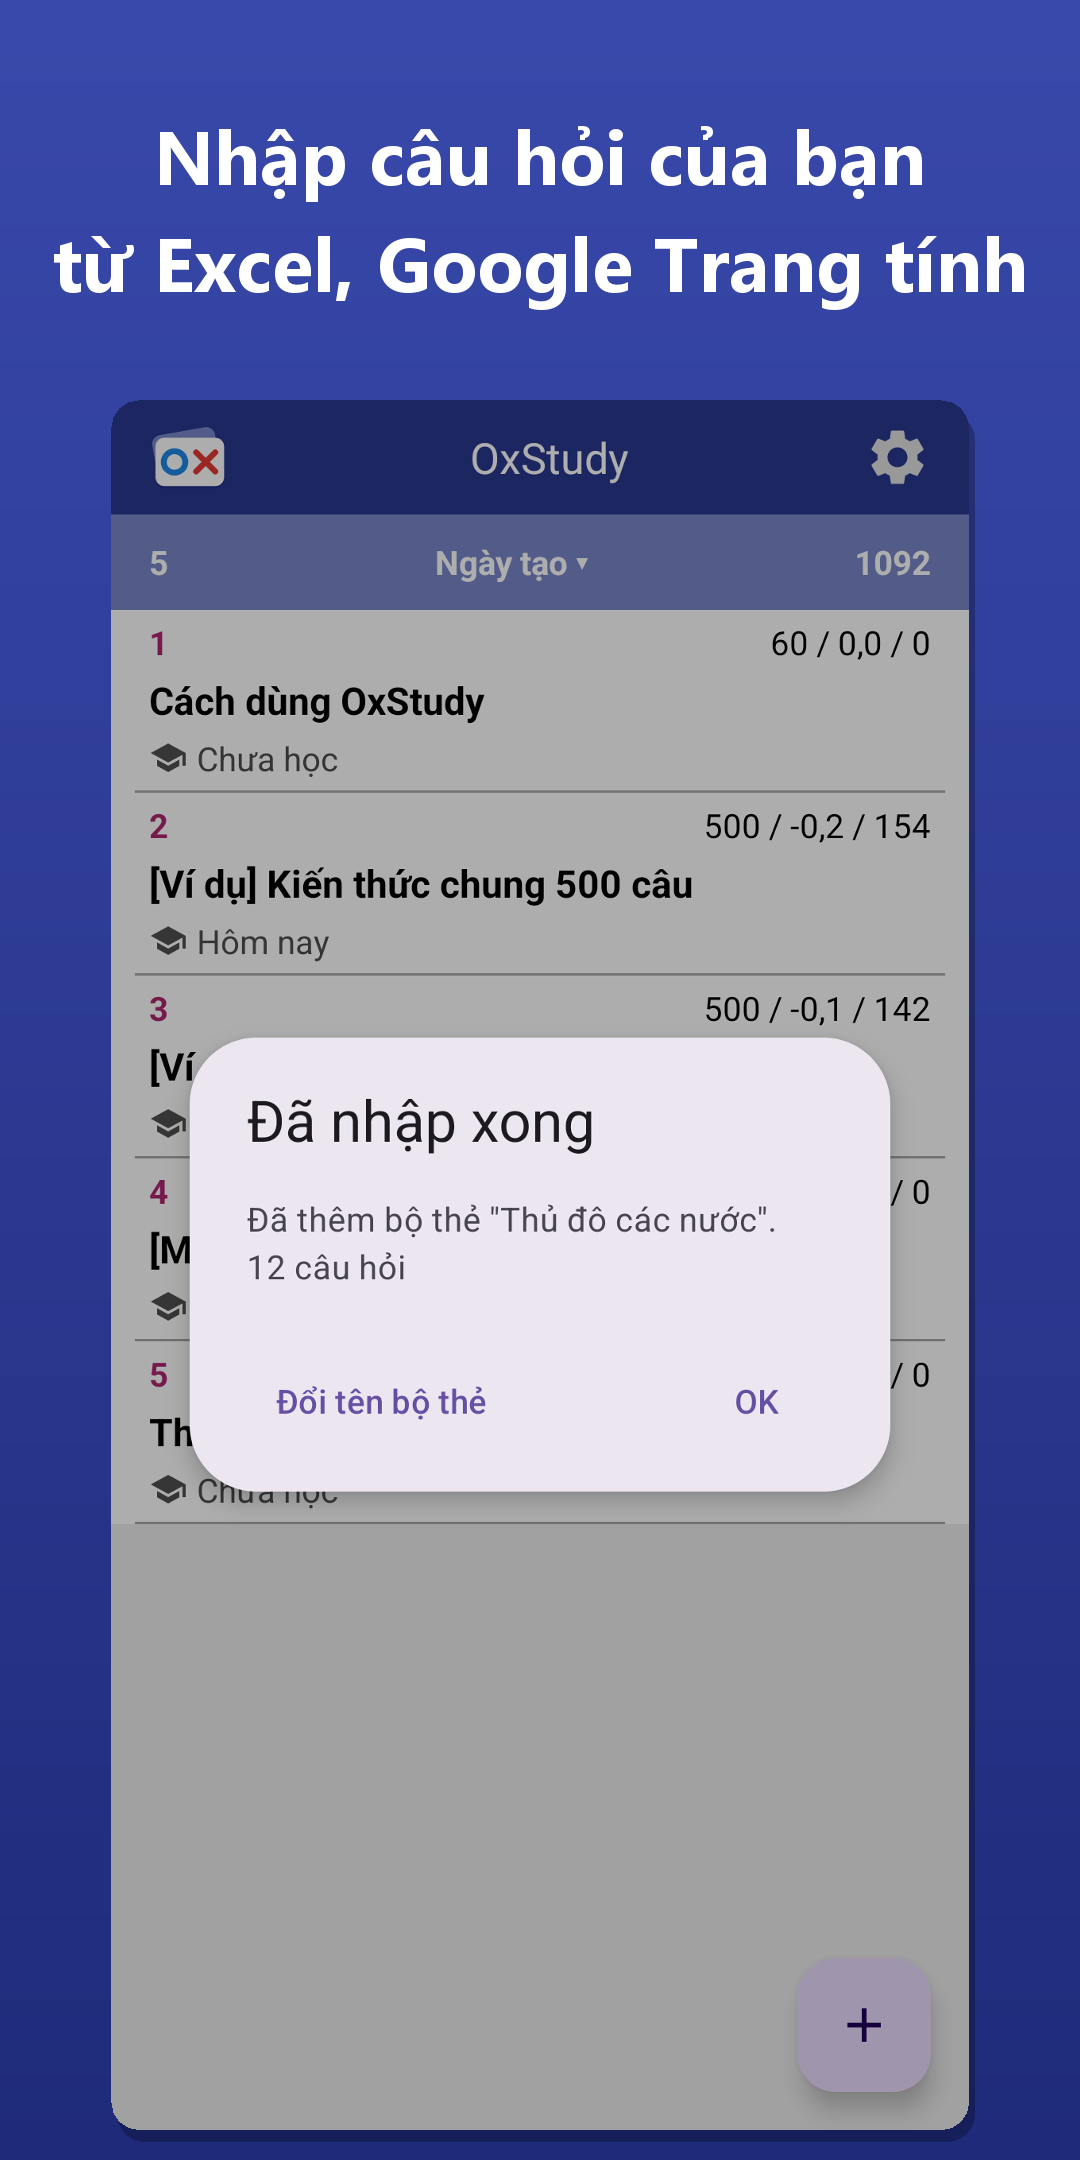 Nhập câu hỏi của bạn
từ Excel, Google Trang tính
OX OxStudy
5 Ngày tạo ▾ 1092
1 60 / 0,0 / 0
Cách dùng OxStudy
Chưa học
2 500 / -0,2 / 154
[Ví dụ] Kiến thức chung 500 câu
Hôm nay
3 500 / -0,1 / 142
[Ví
Đã nhập xong
Đã thêm bộ thẻ "Thủ đô các nước".
12 câu hỏi
Đổi tên bộ thẻ OK
4 / 0
[M
5 / 0
Th
Chưa học
+